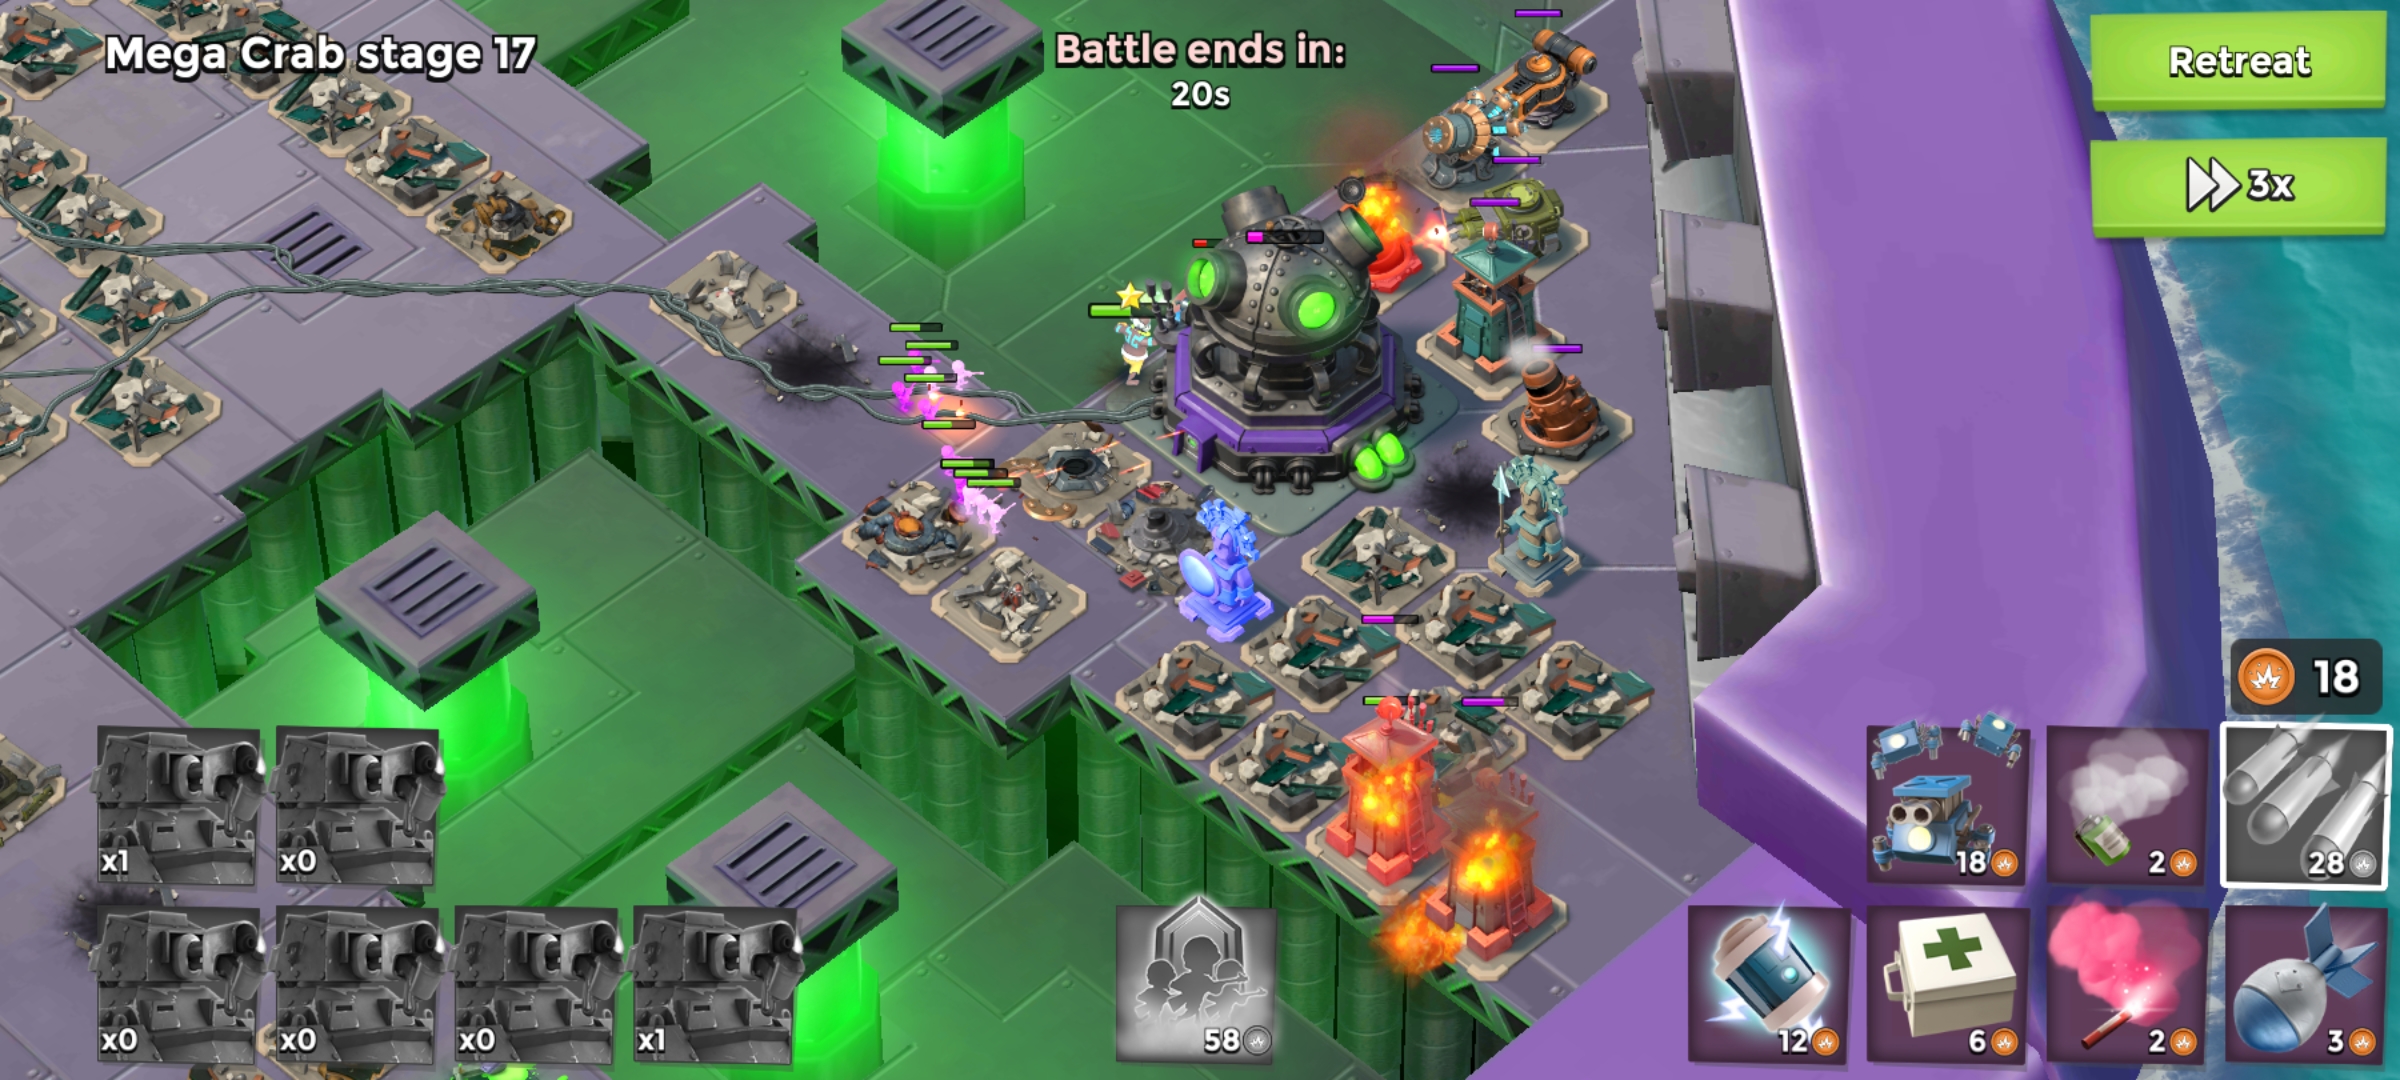 Mega Crab stage 17
Battle ends in:
20s
Retreat
3x
18
18
2
28
x1
x0
x0
x0
x0
x1
58
12
6
2
3